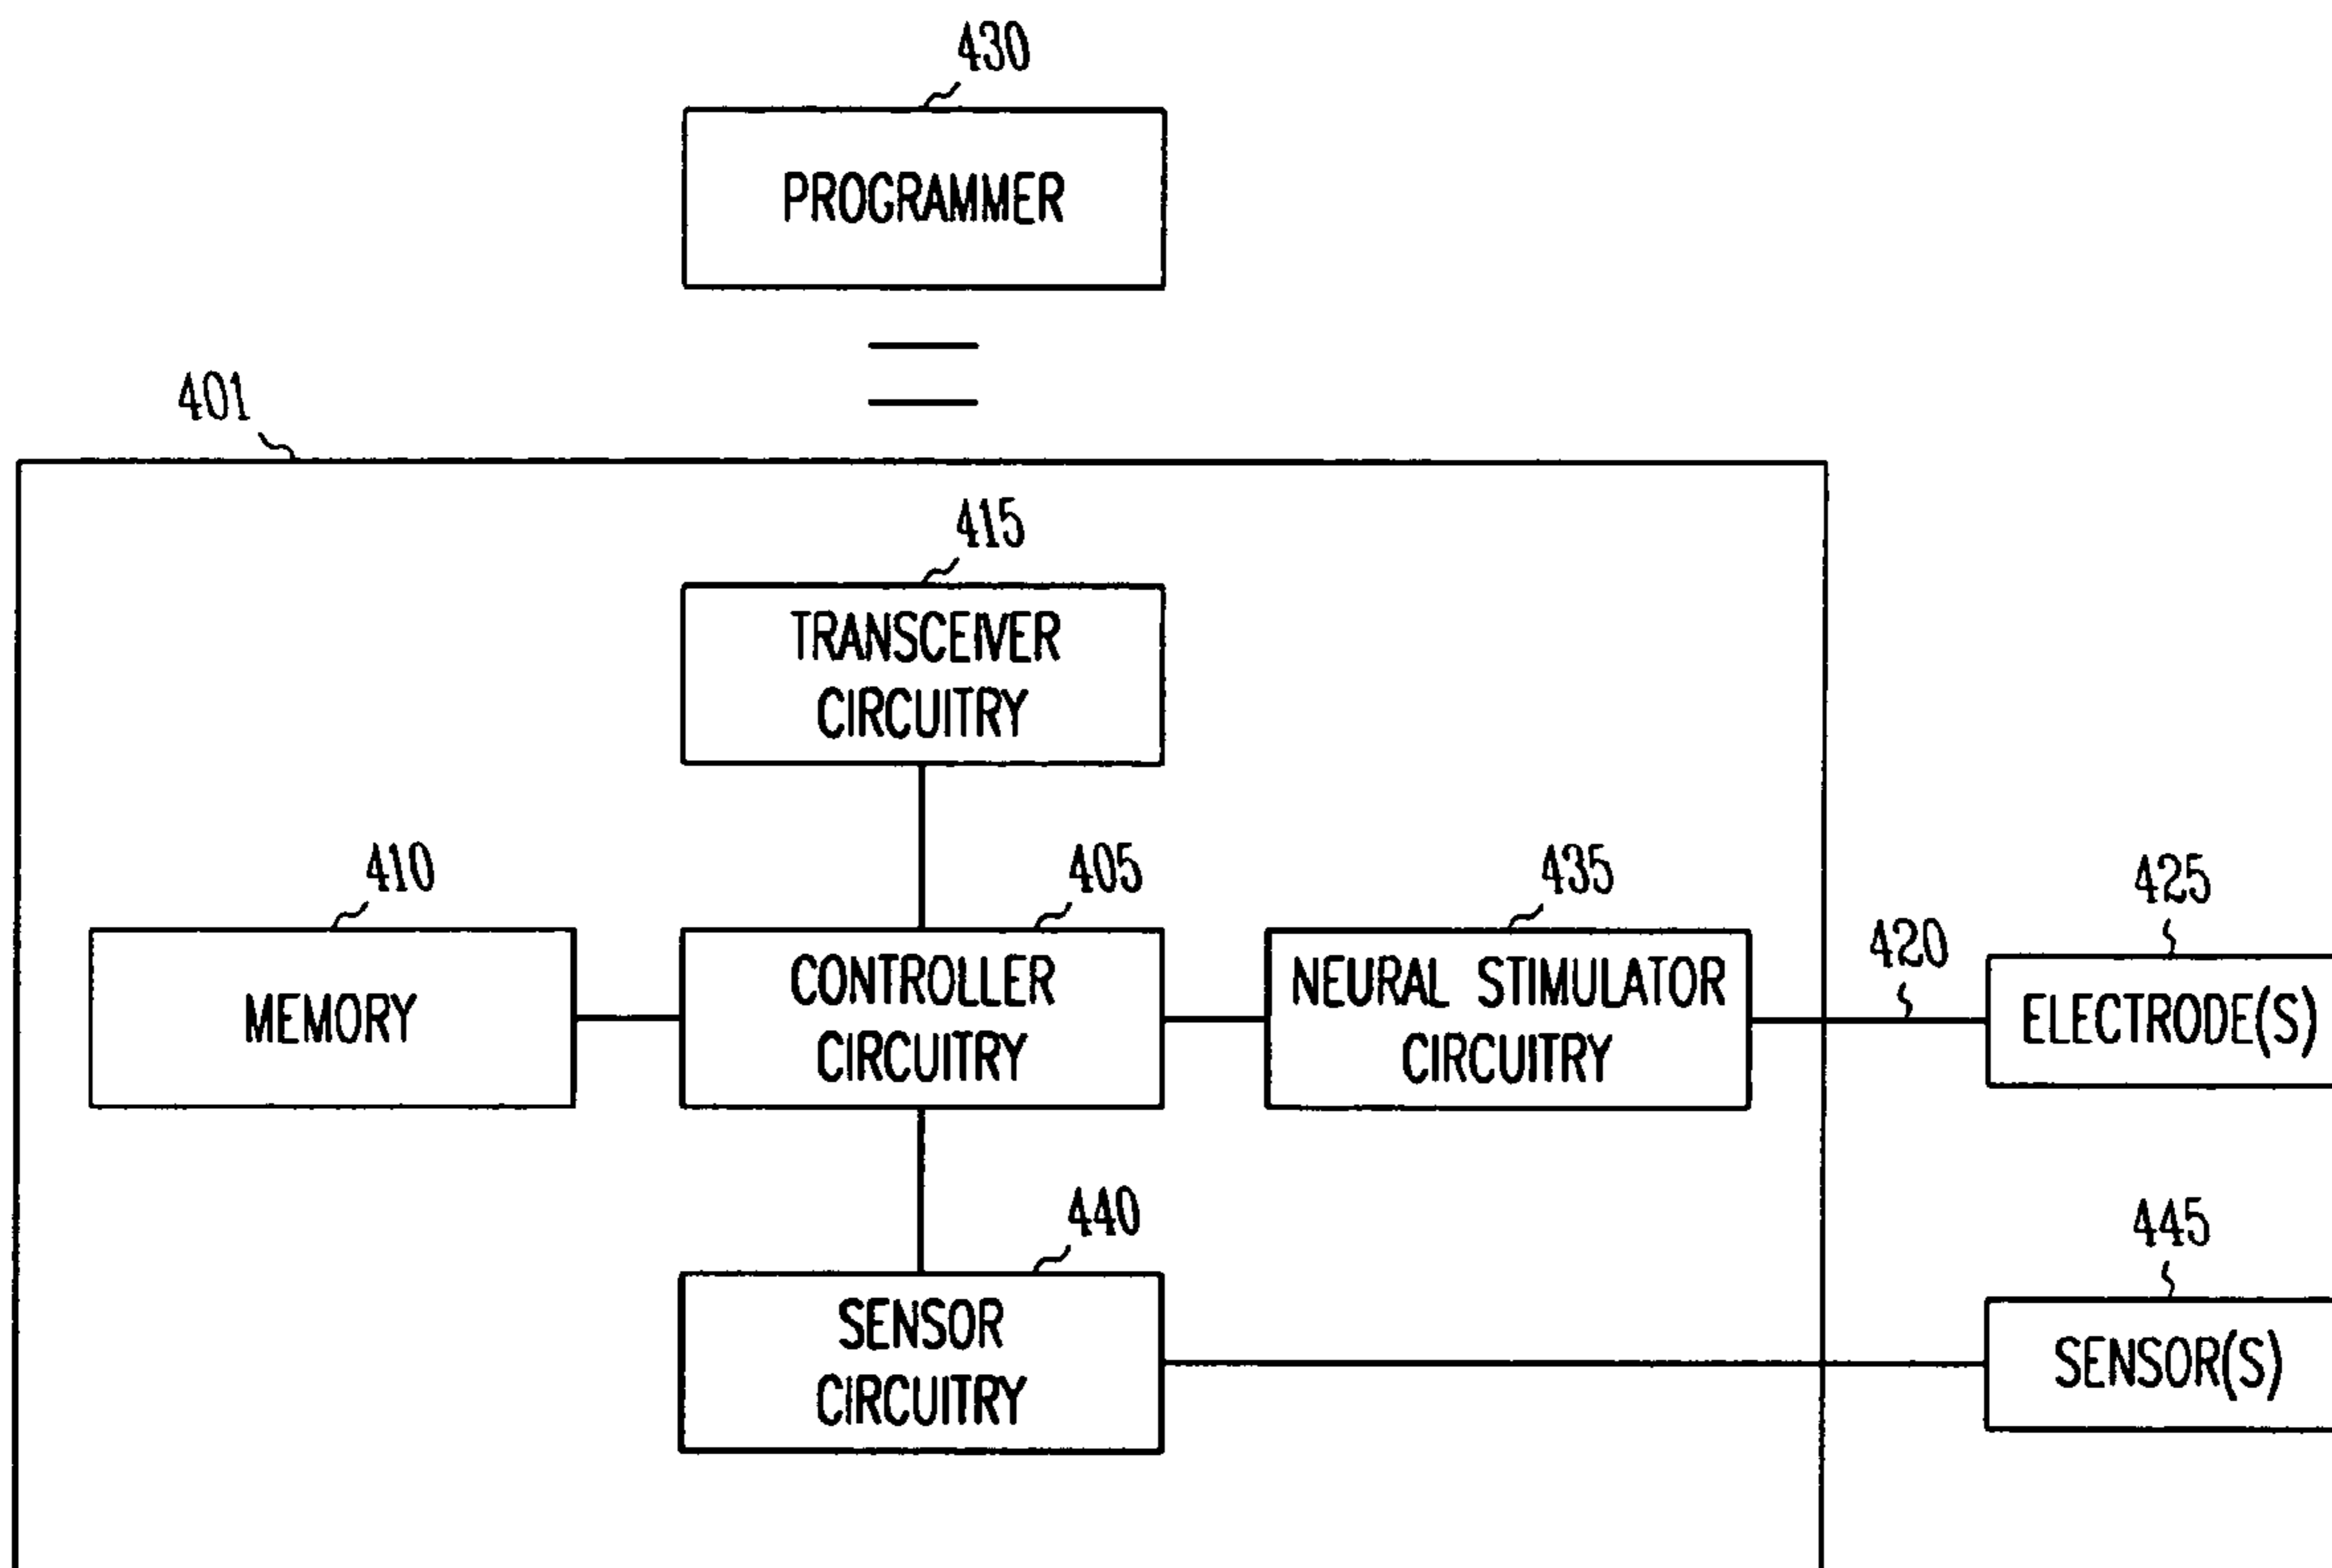 430
PROGRAMMER
401
415
TRANSCEIVER
CIRCUITRY
410
405
435
425
420
MEMORY
CONTROLLER
CIRCUITRY
NEURAL STIMULATOR
CIRCUITRY
ELECTRODE(S)
440
445
SENSOR
CIRCUITRY
SENSOR(S)